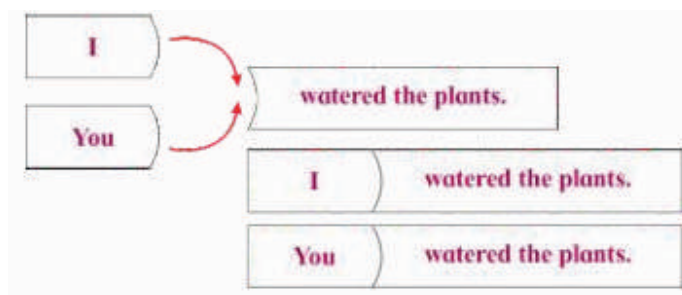 I
watered the plants.
You
I watered the plants.
You watered the plants.